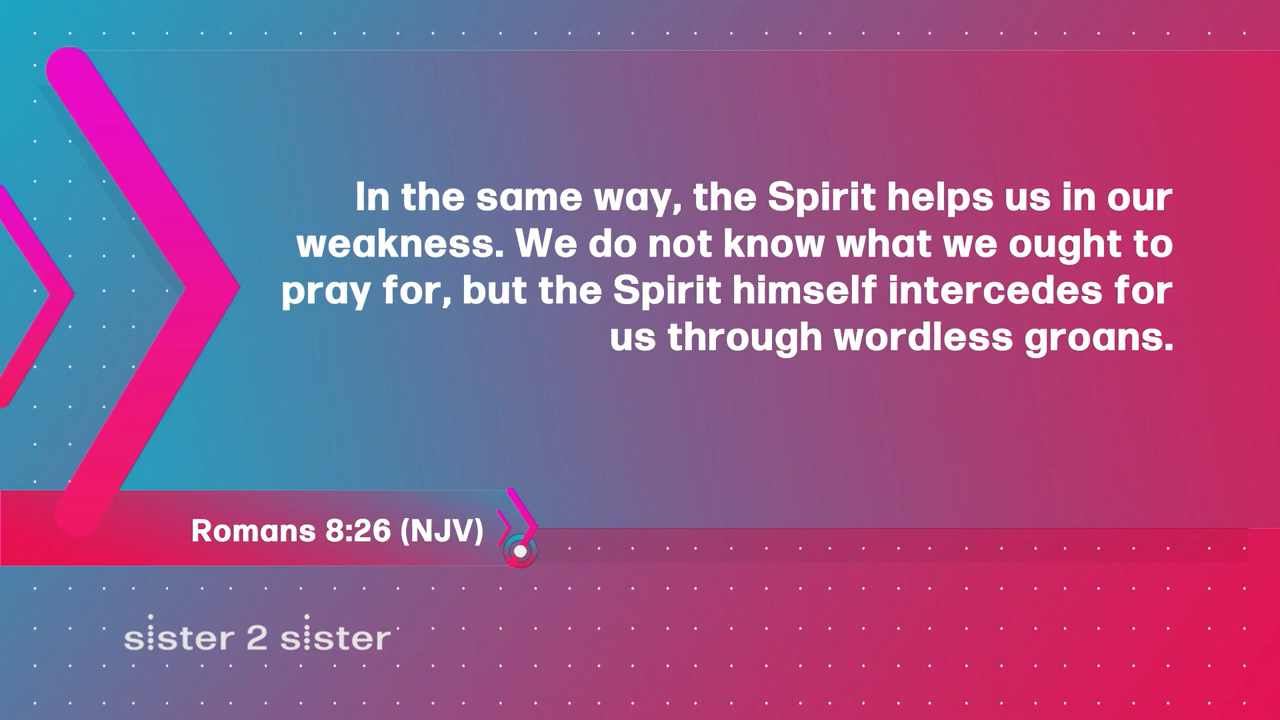 In the same way, the Spirit helps us in our
weakness. We do not know what we ought to
pray for, but the Spirit himself intercedes for
us through wordless groans.
Romans 8:26 (NJV)
sister 2 sister